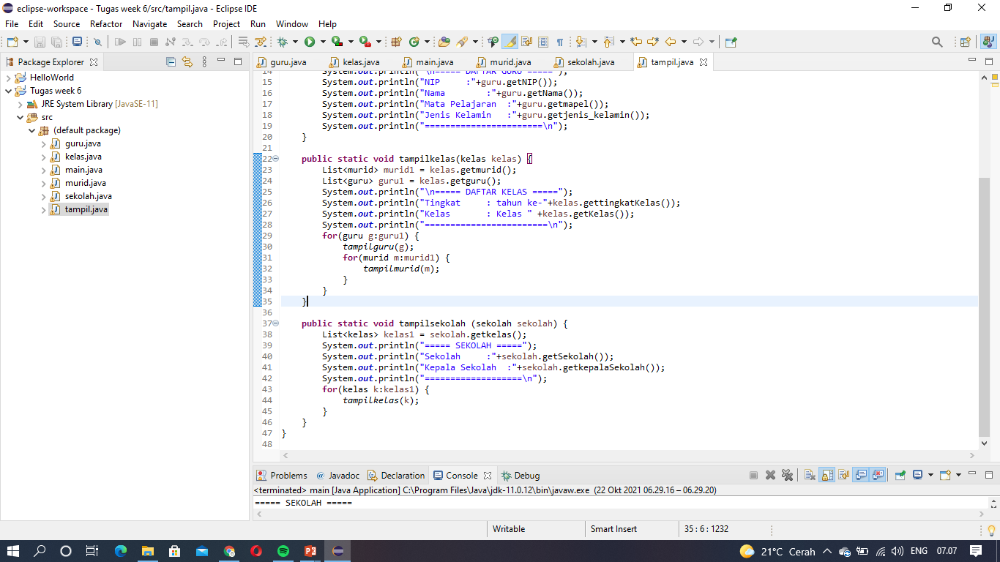 eclipse-workspace - Tugas week 6/src/tampil.java - Eclipse IDE
File Edit Source Refactor Navigate Search Project Run Window Help
Package Explorer
HelloWorld
Tugas week 6
JRE System Library [JavaSE-11]
src
(default package)
guru.java
kelas.java
main.java
murid.java
sekolah.java
tampil.java
guru.java kelas.java main.java murid.java sekolah.java tampil.java
14 System.out.println("\n===== DAFTAR GURU =====");
15 System.out.println("NIP     :"+guru.getNIP());
16 System.out.println("Nama        :"+guru.getNama());
17 System.out.println("Mata Pelajaran  :"+guru.getmapel());
18 System.out.println("Jenis Kelamin   :"+guru.getjenis_kelamin());
19 System.out.println("=======================\n");
20 }
21
22 public static void tampilkelas(kelas kelas) {
23 List<murid> murid1 = kelas.getmurid();
24 List<guru> guru1 = kelas.getguru();
25 System.out.println("\n===== DAFTAR KELAS =====");
26 System.out.println("Tingkat     : tahun ke-"+kelas.gettingkatKelas());
27 System.out.println("Kelas       : Kelas " +kelas.getKelas());
28 System.out.println("========================\n");
29 for(guru g:guru1) {
30 tampilguru(g);
31 for(murid m:murid1) {
32 tampilmurid(m);
33 }
34 }
35 }
36
37 public static void tampilsekolah (sekolah sekolah) {
38 List<kelas> kelas1 = sekolah.getkelas();
39 System.out.println("===== SEKOLAH =====");
40 System.out.println("Sekolah     :"+sekolah.getSekolah());
41 System.out.println("Kepala Sekolah  :"+sekolah.getkepalaSekolah());
42 System.out.println("===================\n");
43 for(kelas k:kelas1) {
44 tampilkelas(k);
45 }
46 }
47 }
48
Problems @ Javadoc Declaration Console Debug
<terminated> main [Java Application] C:\Program Files\Java\jdk-11.0.12\bin\javaw.exe (22 Okt 2021 06.29.16 – 06.29.20)
===== SEKOLAH =====
Writable Smart Insert 35 : 6 : 1232
21°C Cerah ENG 07.07